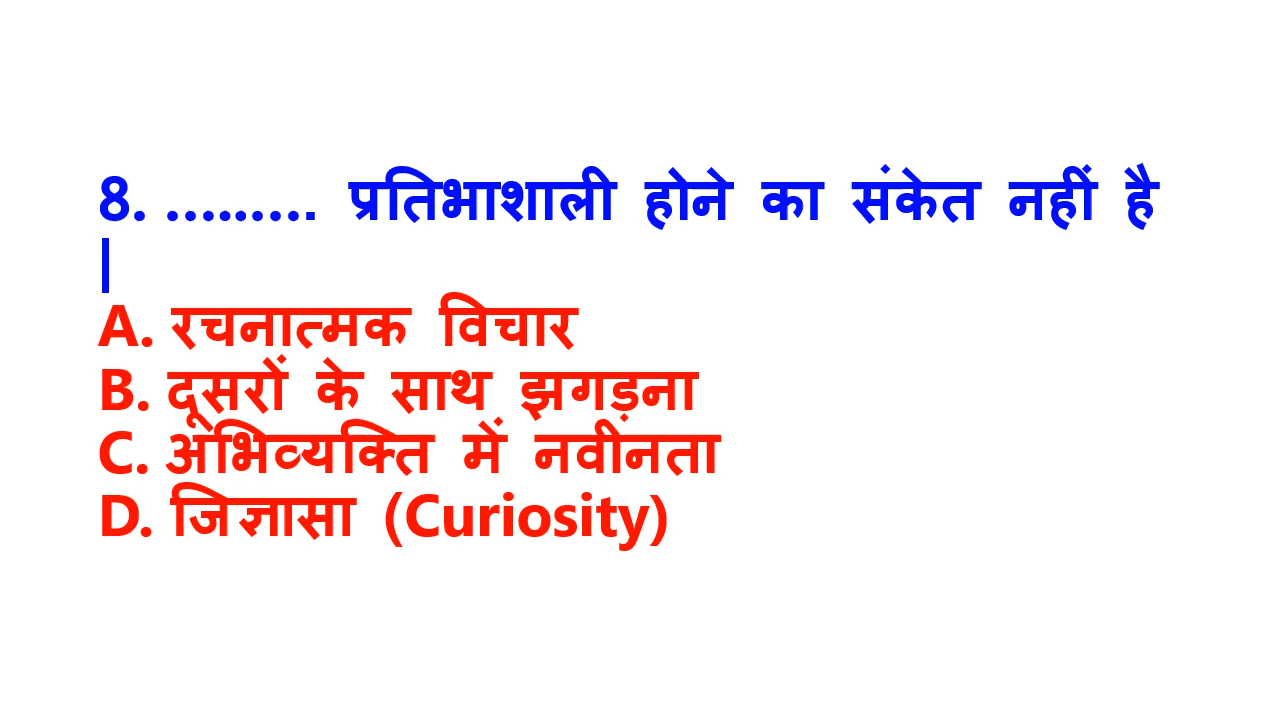 8. ......... प्रतिभाशाली होने का संकेत नहीं है
|
A. रचनात्मक विचार
B. दूसरों के साथ झगड़ना
C. अभिव्यक्ति में नवीनता
D. जिज्ञासा (Curiosity)